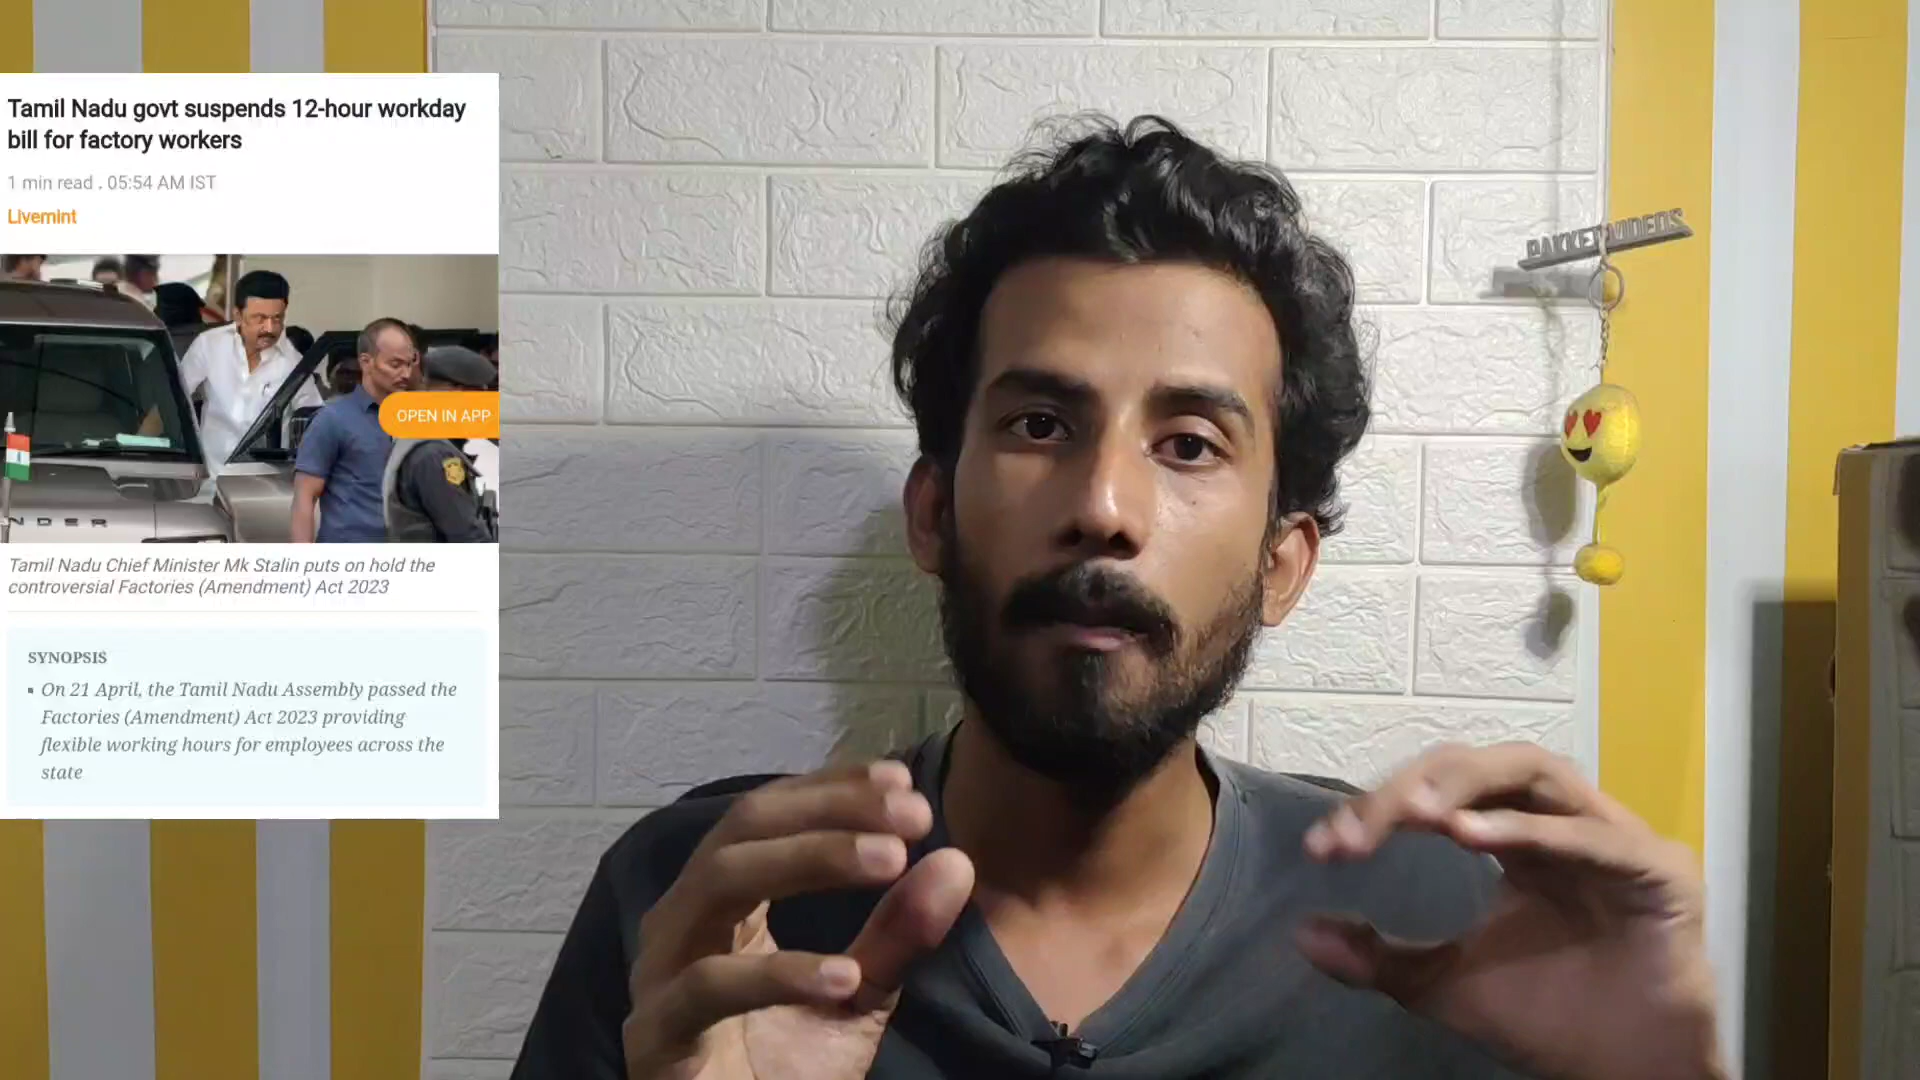 Tamil Nadu govt suspends 12-hour workday
bill for factory workers
1 min read . 05:54 AM IST
Livemint
OPEN IN APP
NDER
Tamil Nadu Chief Minister Mk Stalin puts on hold the
controversial Factories (Amendment) Act 2023
SYNOPSIS
▪ On 21 April, the Tamil Nadu Assembly passed the
Factories (Amendment) Act 2023 providing
flexible working hours for employees across the
state
VIDEOS